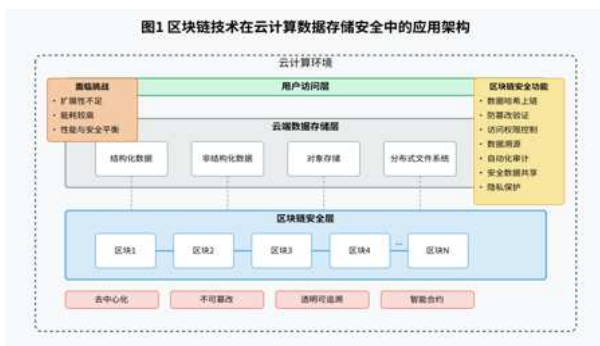 图1 区块链技术在云计算数据存储安全中的应用架构
云计算环境
面临挑战
• 扩展性不足
• 能耗较高
• 性能与安全平衡
用户访问层
区块链安全功能
• 数据哈希上链
• 防篡改验证
• 访问权限控制
• 数据溯源
• 自动化审计
• 安全数据共享
• 隐私保护
云端数据存储层
结构化数据
非结构化数据
对象存储
分布式文件系统
区块链安全层
区块1
区块2
区块3
区块4
...
区块N
去中心化
不可篡改
透明可追溯
智能合约